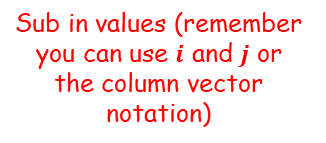 Sub in values (remember
you can use i and j or
the column vector
notation)